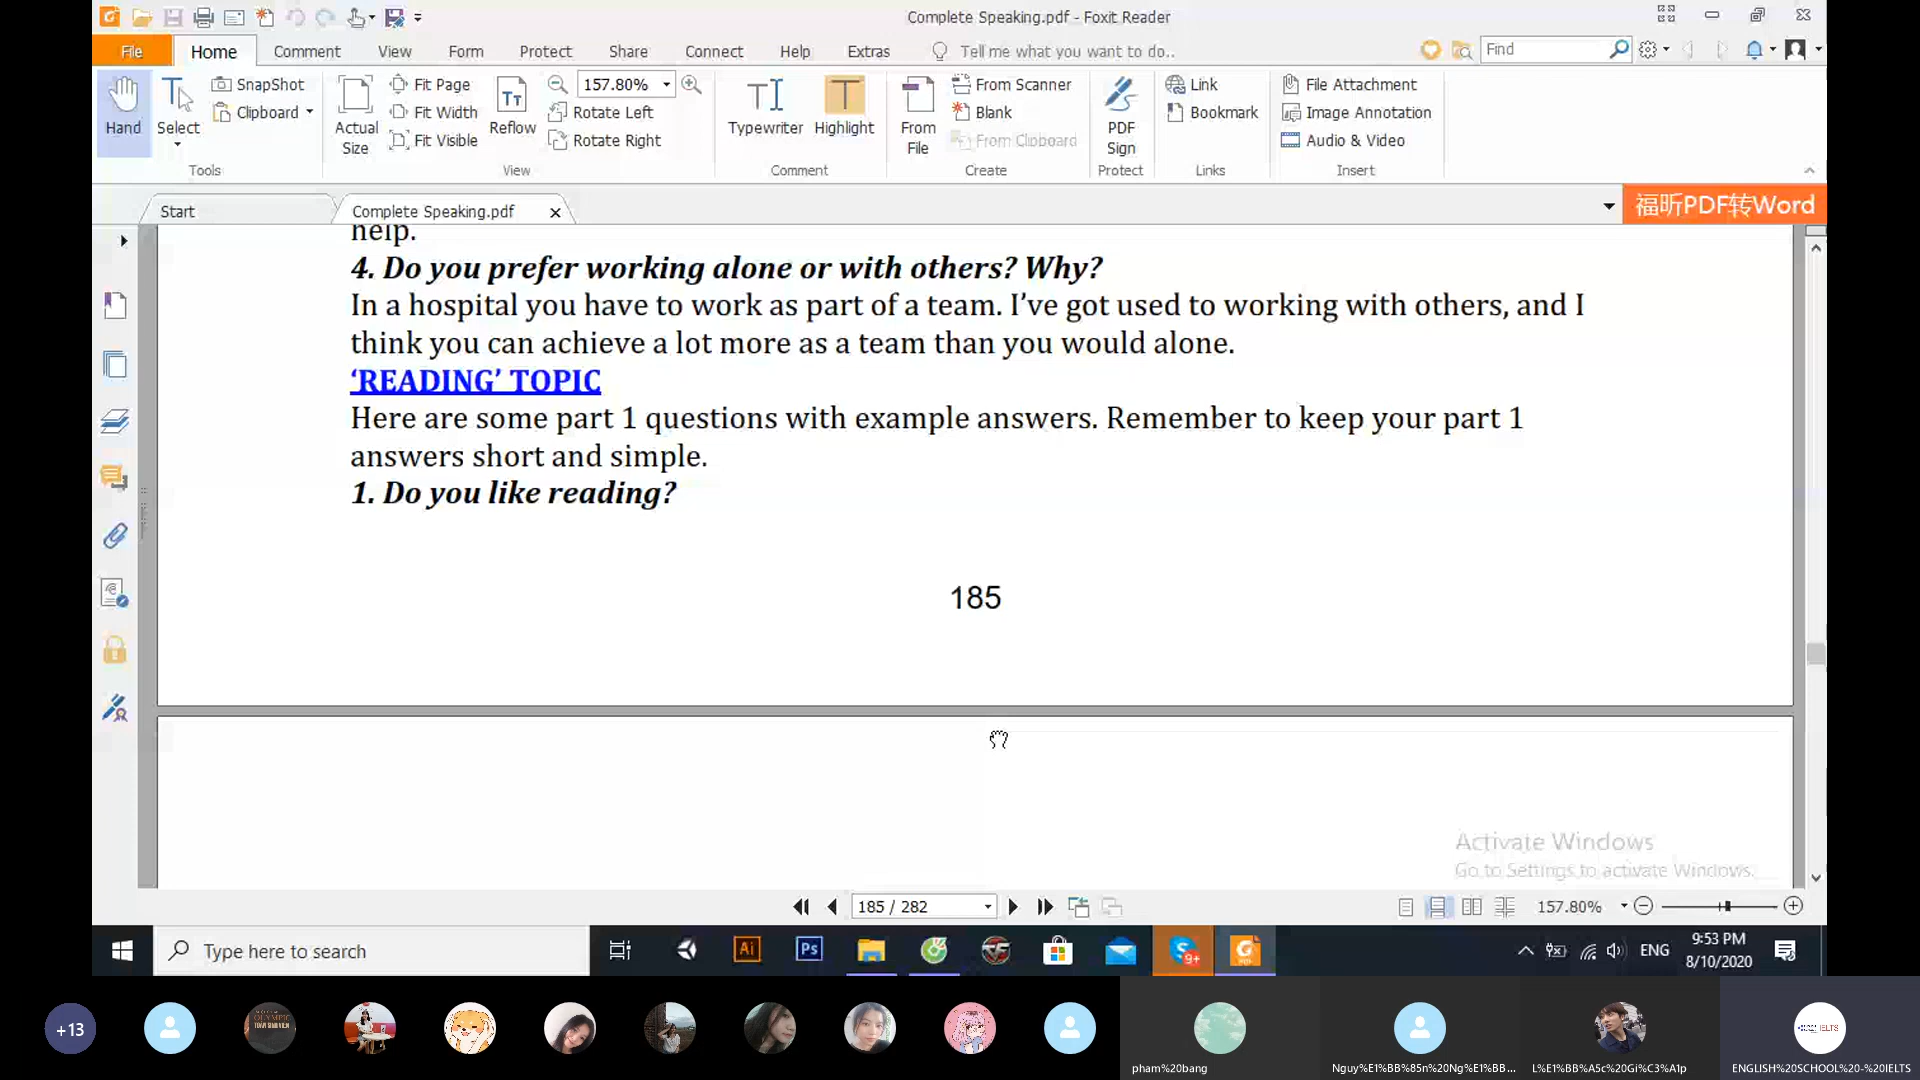 Complete Speaking.pdf - Foxit Reader
File Home Comment View Form Protect Share Connect Help Extras Tell me what you want to do.. Find
Hand
Select
SnapShot
Clipboard
Tools
Actual Size
Fit Page
Fit Width
Fit Visible
Reflow
157.80%
Rotate Left
Rotate Right
View
Typewriter
Highlight
Comment
From File
From Scanner
Blank
From Clipboard
Create
PDF Sign
Protect
Link
Bookmark
Links
File Attachment
Image Annotation
Audio & Video
Insert
Start
Complete Speaking.pdf
福昕PDF转Word
help.
4. Do you prefer working alone or with others? Why?
In a hospital you have to work as part of a team. I’ve got used to working with others, and I
think you can achieve a lot more as a team than you would alone.
‘READING’ TOPIC
Here are some part 1 questions with example answers. Remember to keep your part 1
answers short and simple.
1. Do you like reading?
185
Activate Windows
Go to Settings to activate Windows.
185 / 282
157.80%
Type here to search
Ai
Ps
9+
ENG
9:53 PM
8/10/2020
+13
OLYMPIC
IELTS
pham%20bang
Nguy%E1%BB%85n%20Ng%E1%BB...
L%E1%BB%A5c%20Gi%C3%A1p
ENGLISH%20SCHOOL%20-%20IELTS